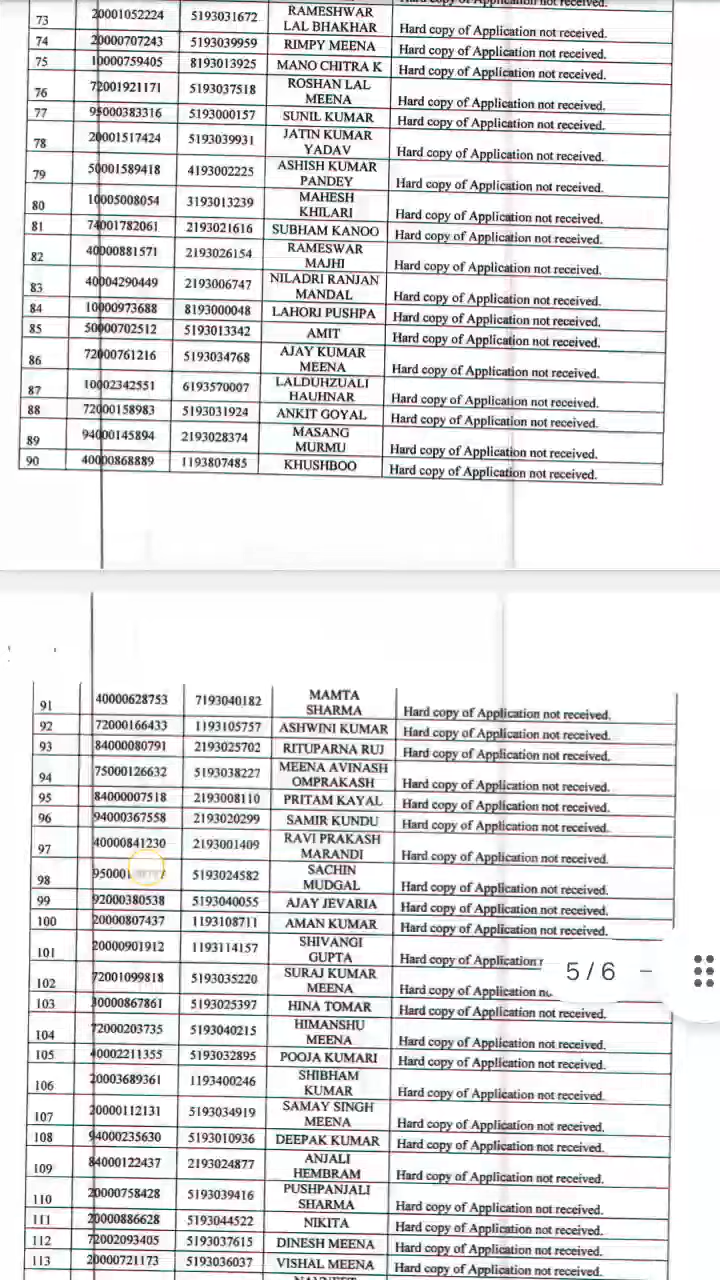 Hard copy of Application not received.
73 20001052224 5193031672 RAMESHWAR LAL BHAKHAR Hard copy of Application not received.
74 20000707243 5193039959 RIMPY MEENA Hard copy of Application not received.
75 10000759405 8193013925 MANO CHITRA K Hard copy of Application not received.
76 72001921171 5193037518 ROSHAN LAL MEENA Hard copy of Application not received.
77 95000383316 5193000157 SUNIL KUMAR Hard copy of Application not received.
78 20001517424 5193039931 JATIN KUMAR YADAV Hard copy of Application not received.
79 50001589418 4193002225 ASHISH KUMAR PANDEY Hard copy of Application not received.
80 10005008054 3193013239 MAHESH KHILARI Hard copy of Application not received.
81 74001782061 2193021616 SUBHAM KANOO Hard copy of Application not received.
82 40000881571 2193026154 RAMESWAR MAJHI Hard copy of Application not received.
83 40004290449 2193006747 NILADRI RANJAN MANDAL Hard copy of Application not received.
84 10000973688 8193000048 LAHORI PUSHPA Hard copy of Application not received.
85 50000702512 5193013342 AMIT Hard copy of Application not received.
86 72000761216 5193034768 AJAY KUMAR MEENA Hard copy of Application not received.
87 10002342551 6193570007 LALDUHZUALI HAUHNAR Hard copy of Application not received.
88 72000158983 5193031924 ANKIT GOYAL Hard copy of Application not received.
89 94000145894 2193028374 MASANG MURMU Hard copy of Application not received.
90 40000868889 1193807485 KHUSHBOO Hard copy of Application not received.
91 40000628753 7193040182 MAMTA SHARMA Hard copy of Application not received.
92 72000166433 1193105757 ASHWINI KUMAR Hard copy of Application not received.
93 84000080791 2193025702 RITUPARNA RUJ Hard copy of Application not received.
94 75000126632 5193038227 MEENA AVINASH OMPRAKASH Hard copy of Application not received.
95 84000007518 2193008110 PRITAM KAYAL Hard copy of Application not received.
96 94000367558 2193020299 SAMIR KUNDU Hard copy of Application not received.
97 40000841230 2193001409 RAVI PRAKASH MARANDI Hard copy of Application not received.
98 5193024582 SACHIN MUDGAL Hard copy of Application not received.
99 92000380538 5193040055 AJAY JEVARIA Hard copy of Application not received.
100 20000807437 1193108711 AMAN KUMAR Hard copy of Application not received.
101 20000901912 1193114157 SHIVANGI GUPTA Hard copy of Application
5 / 6
102 72001099818 5193035220 SURAJ KUMAR MEENA Hard copy of Application
103 30000867861 5193025397 HINA TOMAR Hard copy of Application not received.
104 72000203735 5193040215 HIMANSHU MEENA Hard copy of Application not received.
105 40002211355 5193032895 POOJA KUMARI Hard copy of Application not received.
106 20003689361 1193400246 SHIBHAM KUMAR Hard copy of Application not received.
107 20000112131 5193034919 SAMAY SINGH MEENA Hard copy of Application not received.
108 94000235630 5193010936 DEEPAK KUMAR Hard copy of Application not received.
109 84000122437 2193024877 ANJALI HEMBRAM Hard copy of Application not received.
110 20000758428 5193039416 PUSHPANJALI SHARMA Hard copy of Application not received.
111 20000886628 5193044522 NIKITA Hard copy of Application not received.
112 72002093405 5193037615 DINESH MEENA Hard copy of Application not received.
113 20000721173 5193036037 VISHAL MEENA Hard copy of Application not received.